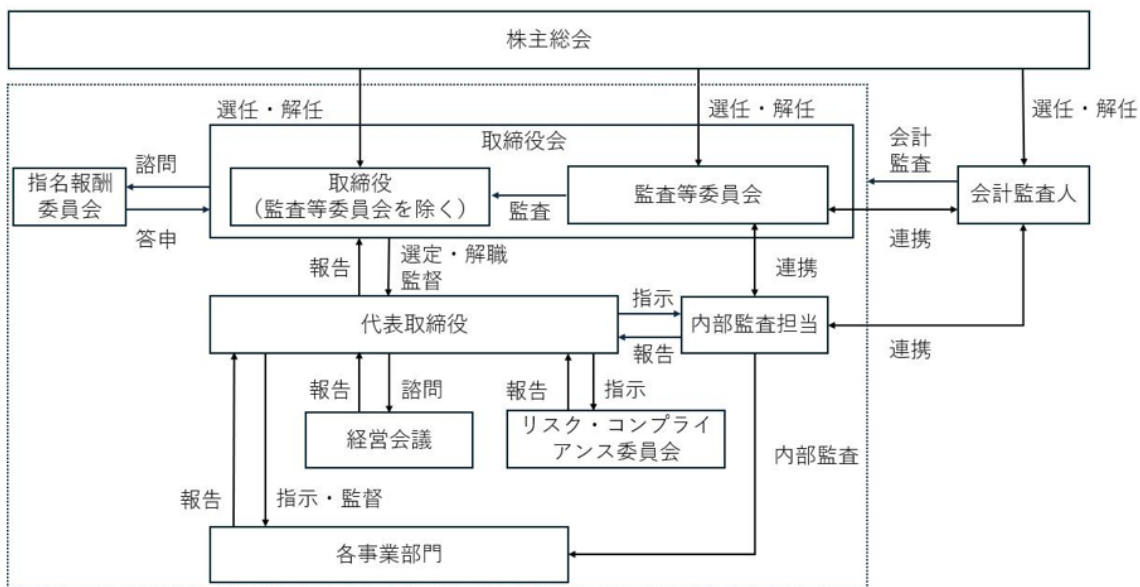 株主総会
選任・解任
選任・解任
選任・解任
取締役会
会計
監査
諮問
指名報酬
委員会
答申
取締役
（監査等委員会を除く）
監査
監査等委員会
会計監査人
連携
報告
選定・解職
監督
連携
代表取締役
指示
報告
内部監査担当
連携
報告
諮問
報告
指示
経営会議
リスク・コンプライ
アンス委員会
内部監査
報告
指示・監督
各事業部門